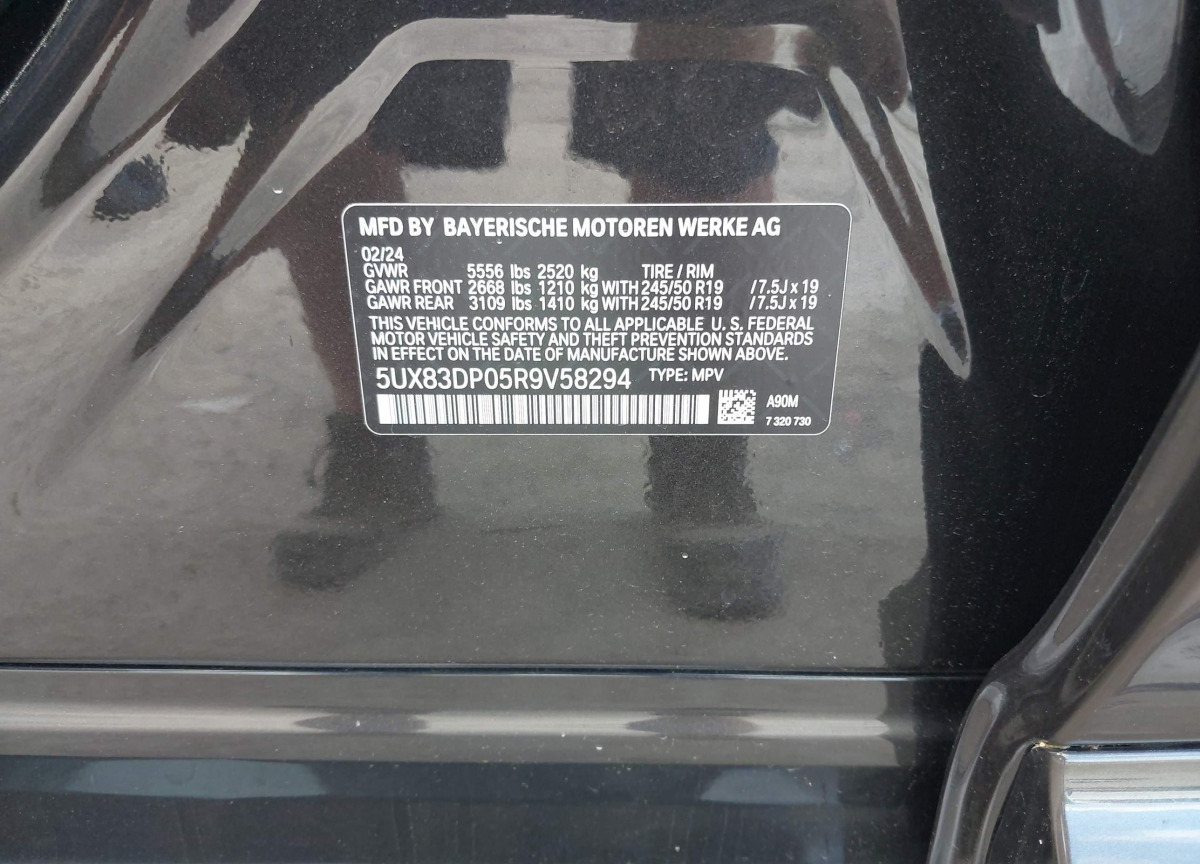 MFD BY BAYERISCHE MOTOREN WERKE AG
02/24
GVWR 5556 lbs 2520 kg TIRE / RIM
GAWR FRONT 2668 lbs 1210 kg WITH 245/50 R19 / 7.5J x 19
GAWR REAR 3109 lbs 1410 kg WITH 245/50 R19 / 7.5J x 19
THIS VEHICLE CONFORMS TO ALL APPLICABLE U. S. FEDERAL
MOTOR VEHICLE SAFETY AND THEFT PREVENTION STANDARDS
IN EFFECT ON THE DATE OF MANUFACTURE SHOWN ABOVE.
5UX83DP05R9V58294 TYPE: MPV
A90M
7 320 730